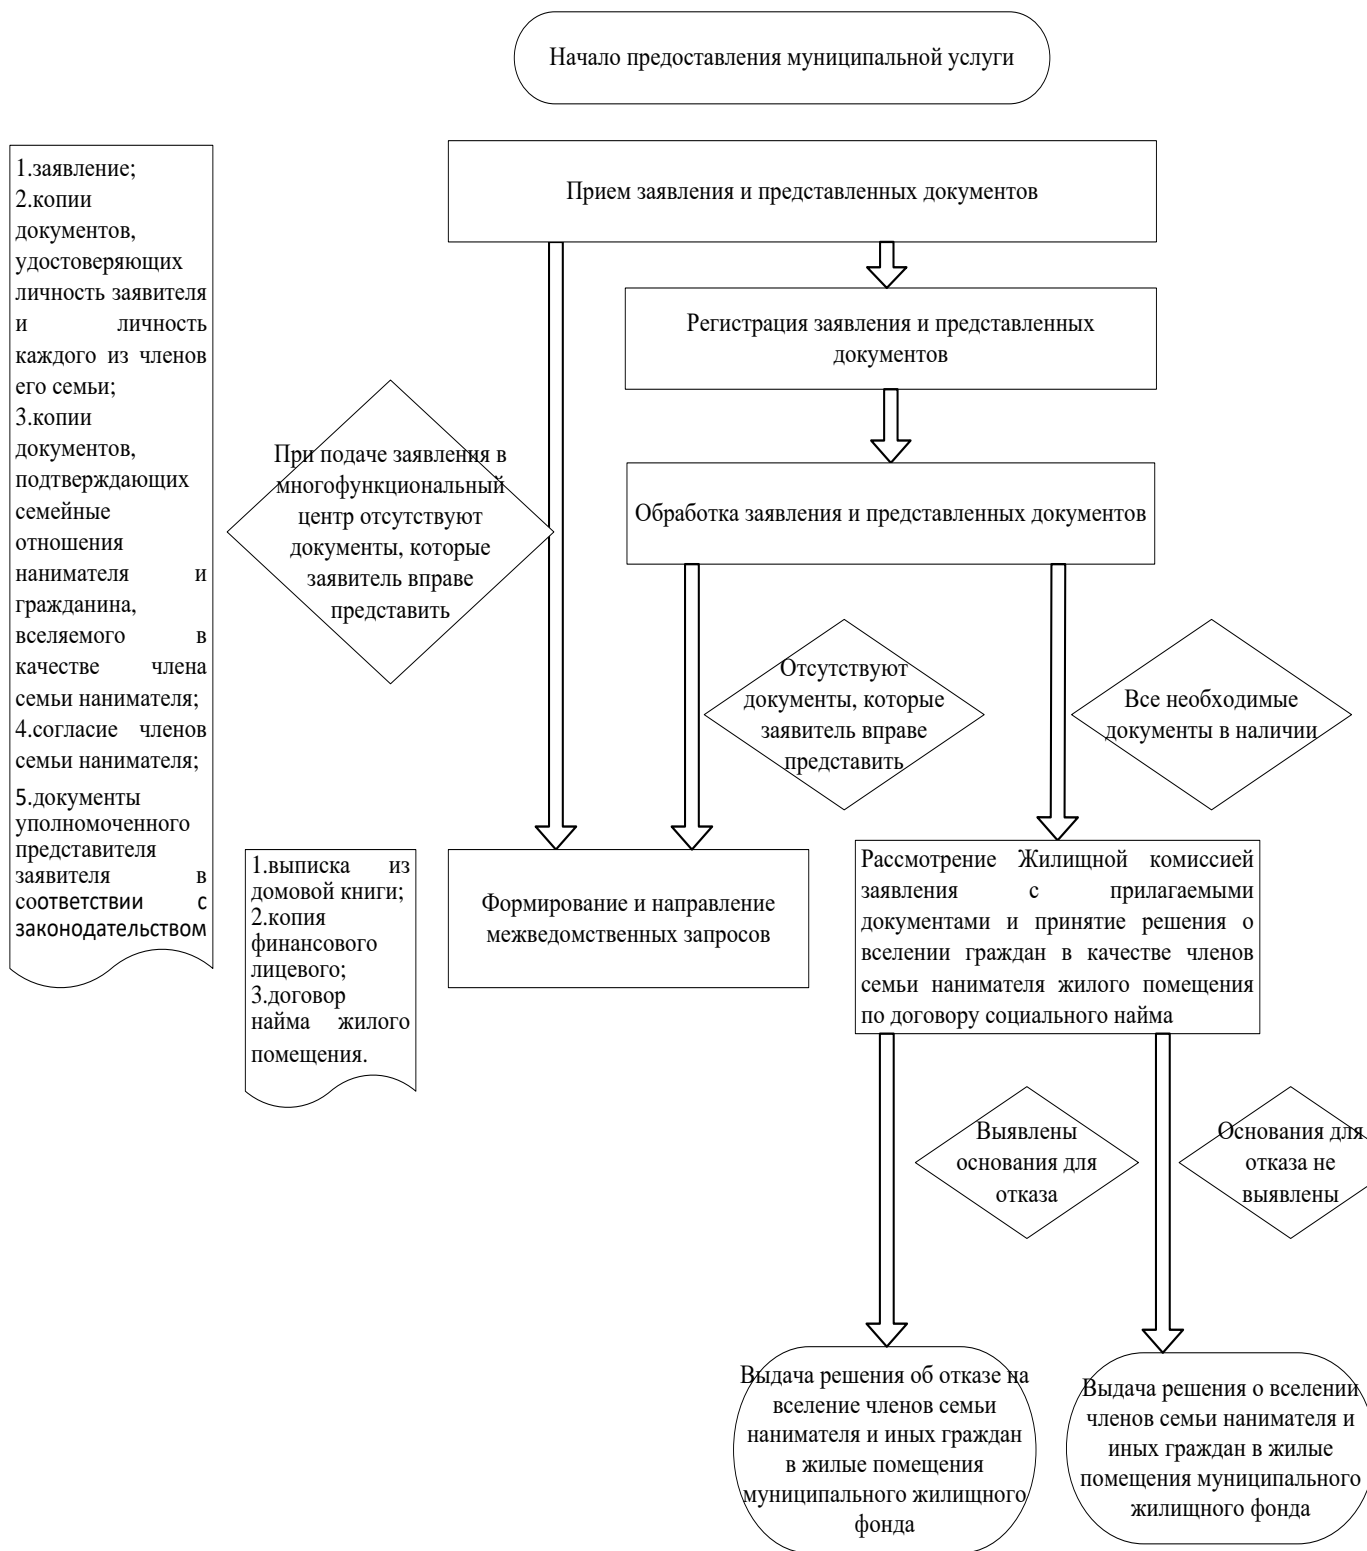 Начало предоставления муниципальной услуги
1.заявление;
2.копии
документов,
удостоверяющих
личность заявителя
и личность
каждого из членов
его семьи;
3.копии
документов,
подтверждающих
семейные
отношения
нанимателя и
гражданина,
вселяемого в
качестве члена
семьи нанимателя;
4.согласие членов
семьи нанимателя;
5.документы
уполномоченного
представителя
заявителя в
соответствии с
законодательством
Прием заявления и представленных документов
Регистрация заявления и представленных
документов
При подаче заявления в
многофункциональный
центр отсутствуют
документы, которые
заявитель вправе
представить
Обработка заявления и представленных документов
Отсутствуют
документы, которые
заявитель вправе
представить
Все необходимые
документы в наличии
1.выписка из
домовой книги;
2.копия
финансового
лицевого;
3.договор
найма жилого
помещения.
Формирование и направление
межведомственных запросов
Рассмотрение Жилищной комиссией
заявления с прилагаемыми
документами и принятие решения о
вселении граждан в качестве членов
семьи нанимателя жилого помещения
по договору социального найма
Выявлены
основания для
отказа
Основания для
отказа не
выявлены
Выдача решения об отказе на
вселение членов семьи
нанимателя и иных граждан
в жилые помещения
муниципального жилищного
фонда
Выдача решения о вселении
членов семьи нанимателя и
иных граждан в жилые
помещения муниципального
жилищного фонда